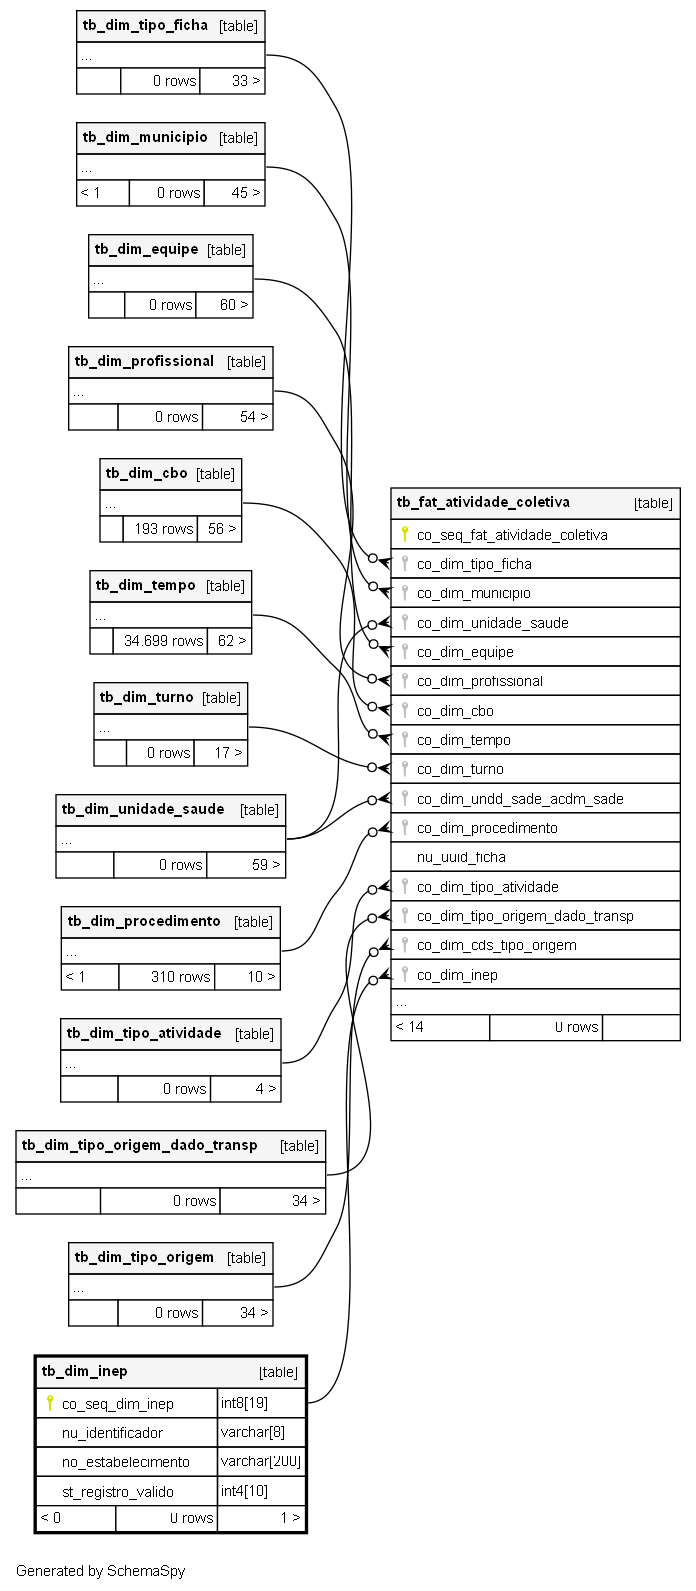 tb_dim_tipo_ficha [table]
...
0 rows 33 >
tb_dim_municipio [table]
...
< 1 0 rows 45 >
tb_dim_equipe [table]
...
0 rows 60 >
tb_dim_profissional [table]
...
0 rows 54 >
tb_dim_cbo [table]
...
193 rows 56 >
tb_dim_tempo [table]
...
34.699 rows 62 >
tb_dim_turno [table]
...
0 rows 17 >
tb_dim_unidade_saude [table]
...
0 rows 59 >
tb_dim_procedimento [table]
...
< 1 310 rows 10 >
tb_dim_tipo_atividade [table]
...
0 rows 4 >
tb_dim_tipo_origem_dado_transp [table]
...
0 rows 34 >
tb_dim_tipo_origem [table]
...
0 rows 34 >
tb_dim_inep [table]
co_seq_dim_inep int8[19]
nu_identificador varchar[8]
no_estabelecimento varchar[200]
st_registro_valido int4[10]
< 0 0 rows 1 >
tb_fat_atividade_coletiva [table]
co_seq_fat_atividade_coletiva
co_dim_tipo_ficha
co_dim_municipio
co_dim_unidade_saude
co_dim_equipe
co_dim_profissional
co_dim_cbo
co_dim_tempo
co_dim_turno
co_dim_undd_sade_acdm_sade
co_dim_procedimento
nu_uuid_ficha
co_dim_tipo_atividade
co_dim_tipo_origem_dado_transp
co_dim_cds_tipo_origem
co_dim_inep
...
< 14 0 rows
Generated by SchemaSpy